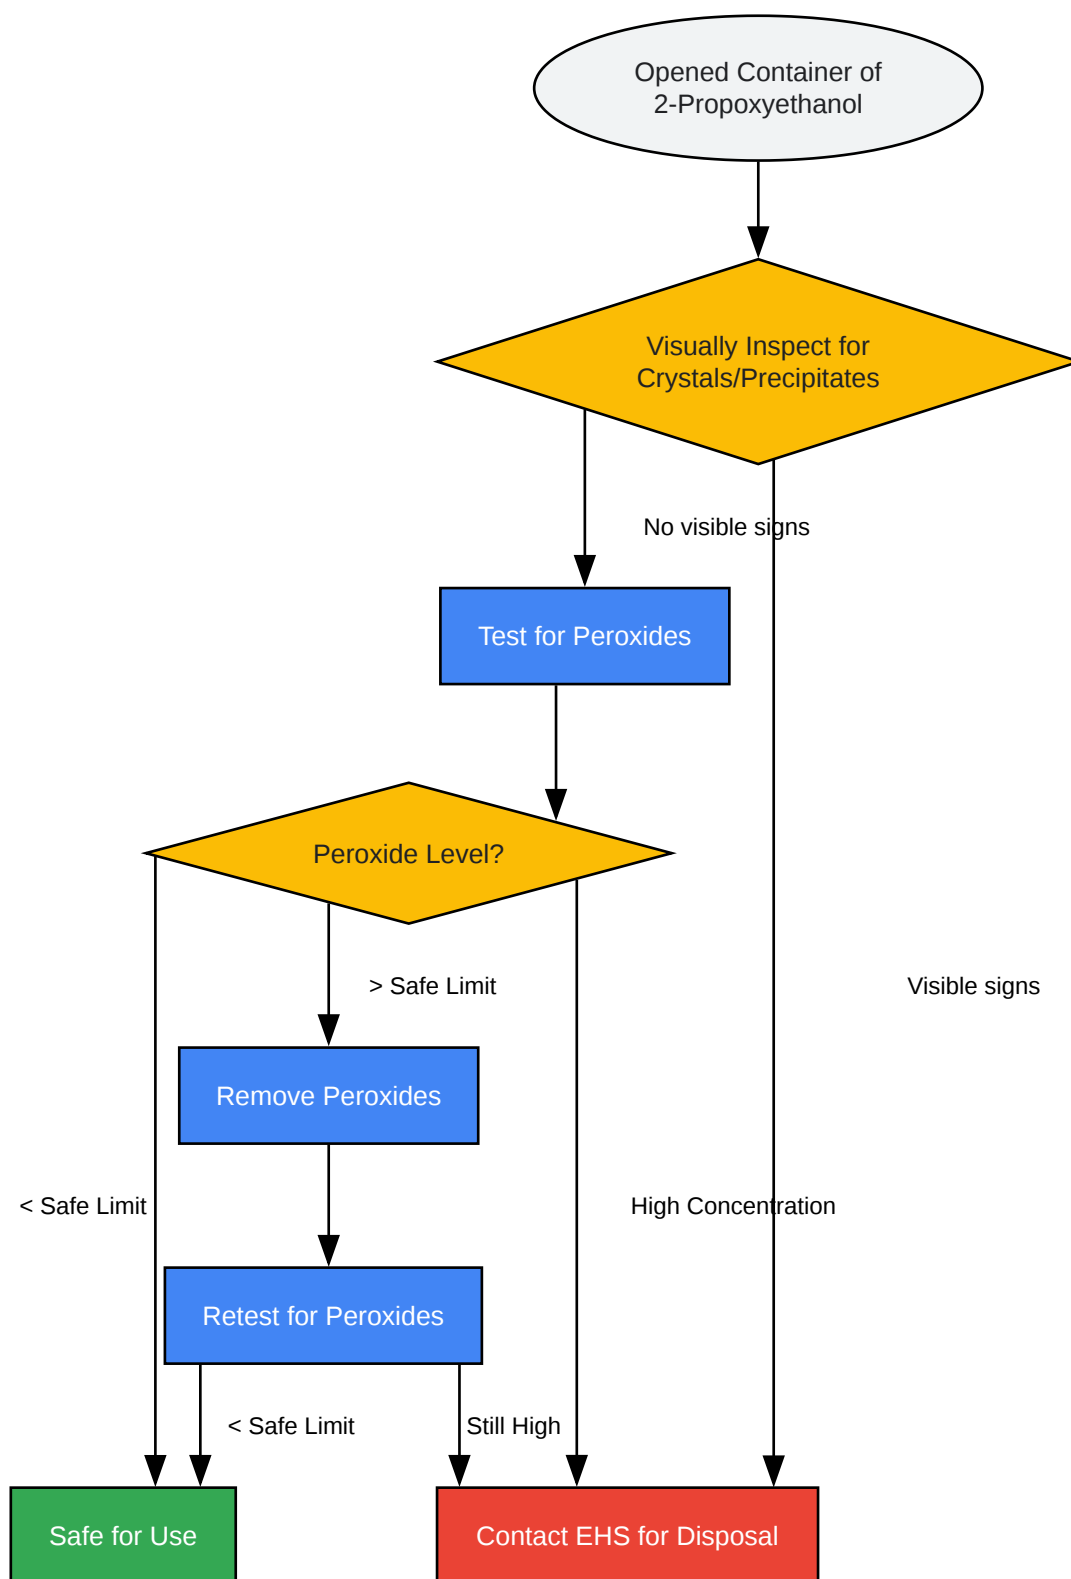 Opened Container of
2-Propoxyethanol
Visually Inspect for
Crystals/Precipitates
No visible signs
Test for Peroxides
Peroxide Level?
> Safe Limit
Visible signs
Remove Peroxides
< Safe Limit
High Concentration
Retest for Peroxides
< Safe Limit
Still High
Safe for Use
Contact EHS for Disposal